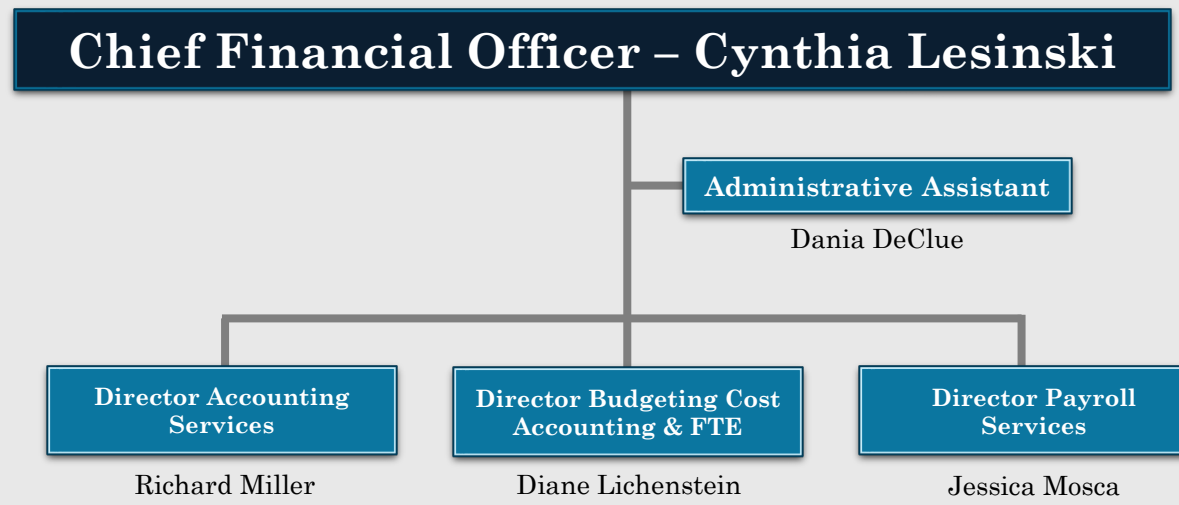 Chief Financial Officer – Cynthia Lesinski
Administrative Assistant
Dania DeClue
Director Accounting
Services
Richard Miller
Director Budgeting Cost
Accounting & FTE
Diane Lichenstein
Director Payroll
Services
Jessica Mosca